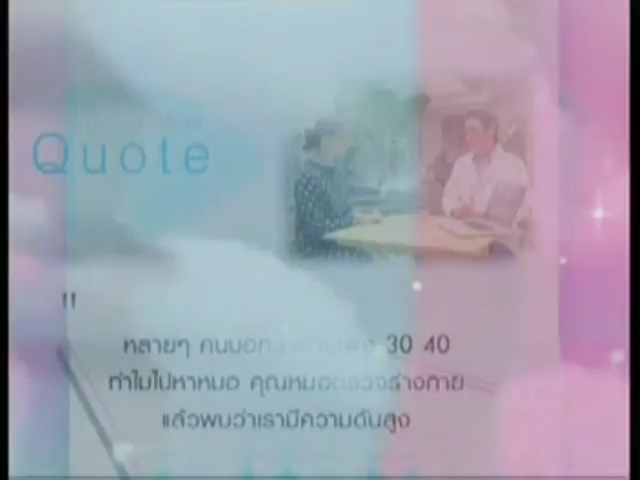 Quote
"
หลายๆ คนบอกว่า 30 40
ทำไมไปหาหมอ คุณหมอตรวจร่างกาย
แล้วพบว่าเรามีความดันสูง